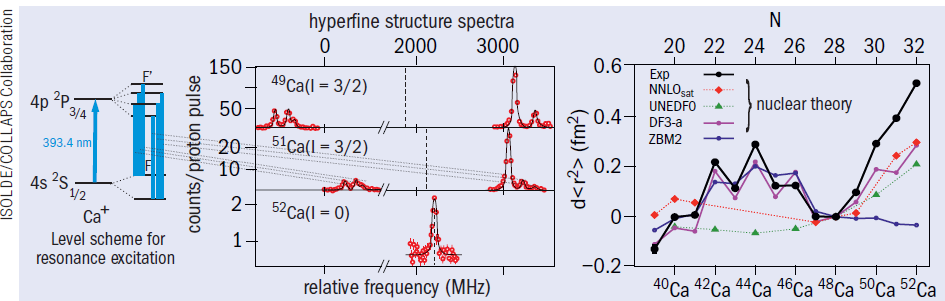 ISOLDE/COLLAPS Collaboration
4p ²P3/4
393.4 nm
4s ²S1/2
F'
F
Ca+
Level scheme for
resonance excitation
hyperfine structure spectra
0 2000 3000
counts/proton pulse
150
50
20
10
2
1
49Ca(I = 3/2)
51Ca(I = 3/2)
52Ca(I = 0)
relative frequency (MHz)
N
20 22 24 26 28 30 32
d<r²> (fm²)
0.6
0.4
0.2
0
−0.2
Exp
NNLOsat
UNEDF0
DF3-a
ZBM2
nuclear theory
40Ca 42Ca 44Ca 46Ca 48Ca 50Ca 52Ca